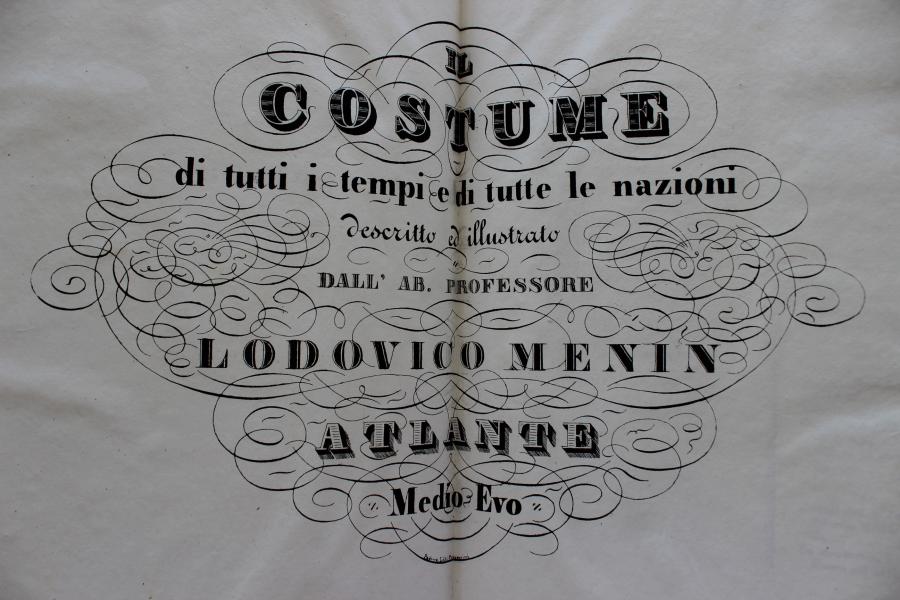 IL
COSTUME
di tutti i tempi e di tutte le nazioni
descritto ed illustrato
DALL' AB. PROFESSORE
LODOVICO MENIN
ATLANTE
Medio-Evo